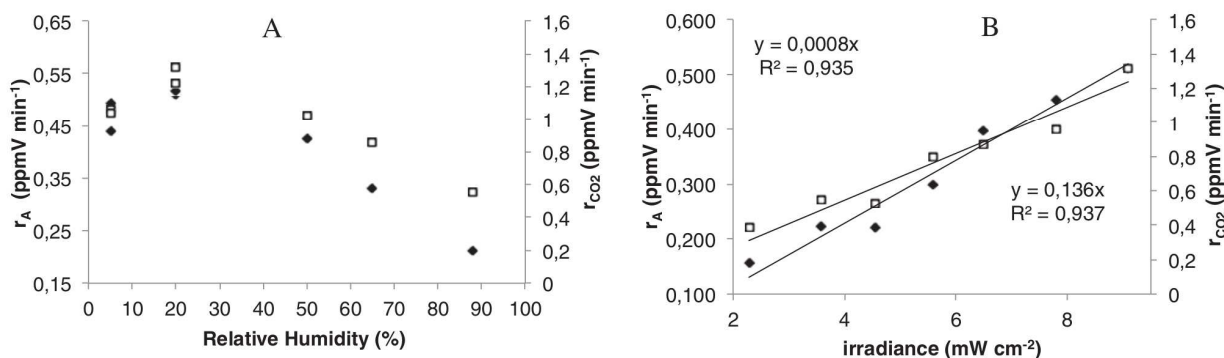 A
0,65
0,55
0,45
0,35
0,25
0,15
r_A (ppmV min⁻¹)
1,6
1,4
1,2
1
0,8
0,6
0,4
0,2
0
r_CO2 (ppmV min⁻¹)
0 10 20 30 40 50 60 70 80 90 100
Relative Humidity (%)
B
0,600
0,500
0,400
0,300
0,200
0,100
r_A (ppmV min⁻¹)
y = 0,0008x
R² = 0,935
y = 0,136x
R² = 0,937
1,6
1,4
1,2
1
0,8
0,6
0,4
0,2
0
r_CO2 (ppmV min⁻¹)
2 4 6 8
irradiance (mW cm⁻²)